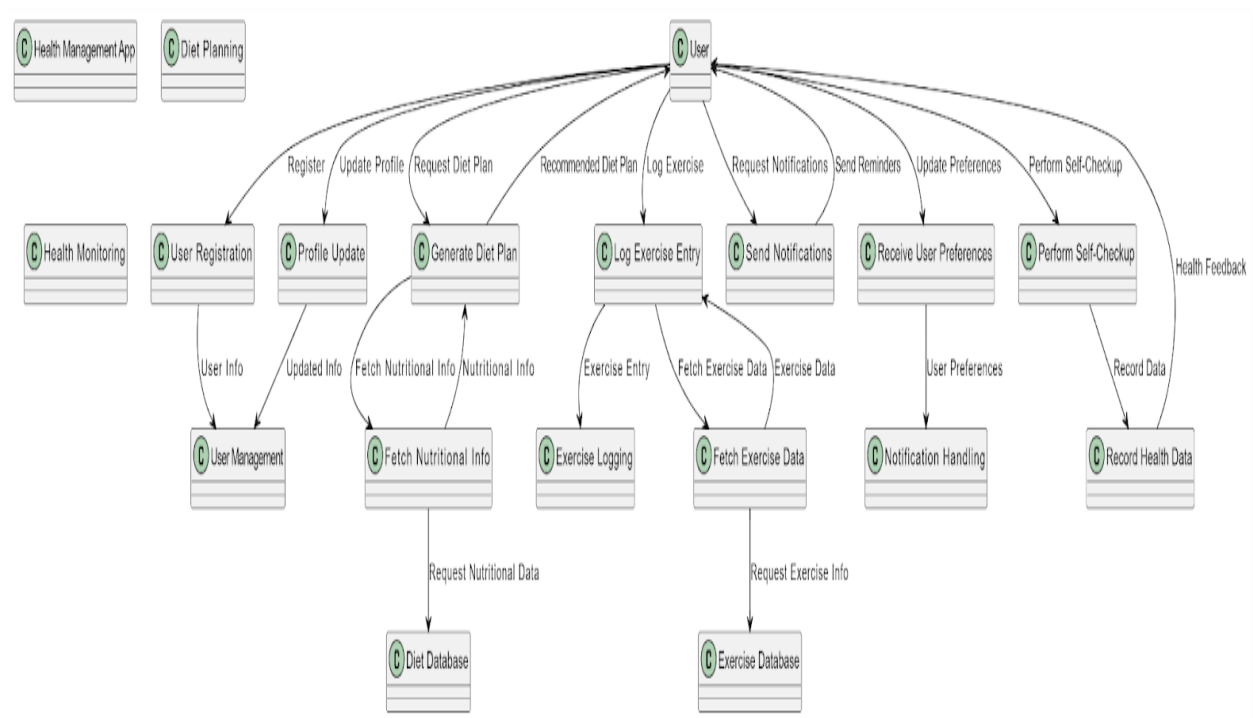 C Health Management App
C Diet Planning
C User
Register
Update Profile
Request Diet Plan
Recommended Diet Plan
Log Exercise
Request Notifications
Send Reminders
Update Preferences
Perform Self-Checkup
C Health Monitoring
C User Registration
C Profile Update
C Generate Diet Plan
C Log Exercise Entry
C Send Notifications
C Receive User Preferences
C Perform Self-Checkup
Health Feedback
User Info
Updated Info
Fetch Nutritional Info
Nutritional Info
Exercise Entry
Fetch Exercise Data
Exercise Data
User Preferences
Record Data
C User Management
C Fetch Nutritional Info
C Exercise Logging
C Fetch Exercise Data
C Notification Handling
C Record Health Data
Request Nutritional Data
Request Exercise Info
C Diet Database
C Exercise Database